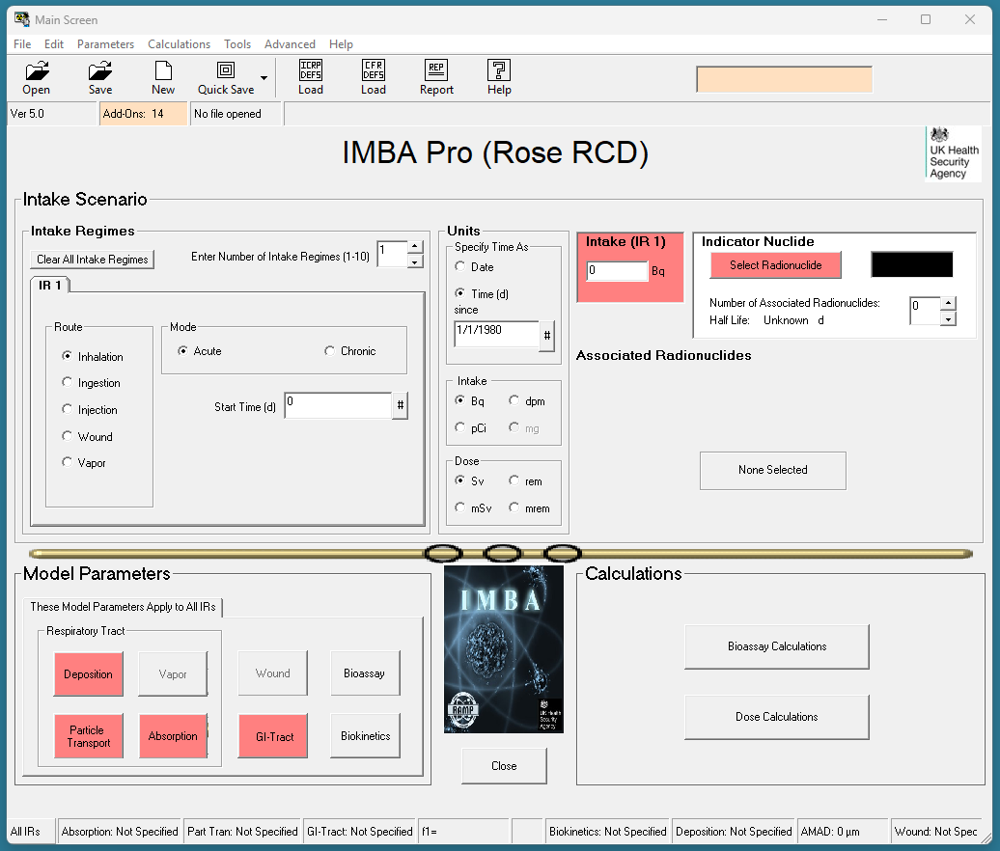 Main Screen
File Edit Parameters Calculations Tools Advanced Help
ICRP DEFS CFR DEFS REP ?
Open Save New Quick Save Load Load Report Help
Ver 5.0 Add-Ons: 14 No file opened
IMBA Pro (Rose RCD)
UK Health
Security
Agency
Intake Scenario
Intake Regimes
Clear All Intake Regimes
Enter Number of Intake Regimes (1-10) 1
IR 1
Route
Inhalation
Ingestion
Injection
Wound
Vapor
Mode
Acute Chronic
Start Time (d) 0 #
Units
Specify Time As
Date
Time (d)
since
1/1/1980 #
Intake
Bq dpm
pCi mg
Dose
Sv rem
mSv mrem
Intake (IR 1)
0 Bq
Indicator Nuclide
Select Radionuclide
Number of Associated Radionuclides: 0
Half Life: Unknown d
Associated Radionuclides
None Selected
Model Parameters
These Model Parameters Apply to All IRs
Respiratory Tract
Deposition Vapor Wound Bioassay
Particle
Transport
Absorption GI-Tract Biokinetics
IMBA
RAMP
UK Health
Security
Agency
Close
Calculations
Bioassay Calculations
Dose Calculations
All IRs Absorption: Not Specified Part Tran: Not Specified GI-Tract: Not Specified f1= Biokinetics: Not Specified Deposition: Not Specified AMAD: 0 µm Wound: Not Spec